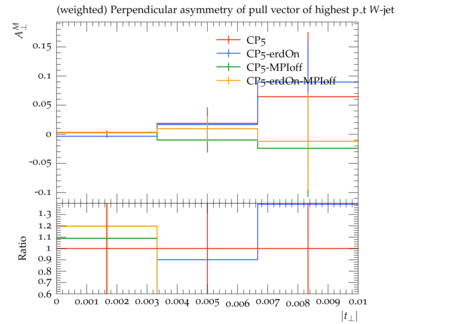 (weighted) Perpendicular asymmetry of pull vector of highest p_t W-jet
A^M_⊥
0.15
0.1
0.05
0
-0.05
-0.1
CP5
CP5-erdOn
CP5-MPIoff
CP5-erdOn-MPIoff
Ratio
1.3
1.2
1.1
1
0.9
0.8
0.7
0.6
0 0.001 0.002 0.003 0.004 0.005 0.006 0.007 0.008 0.009 0.01
|t_⊥|